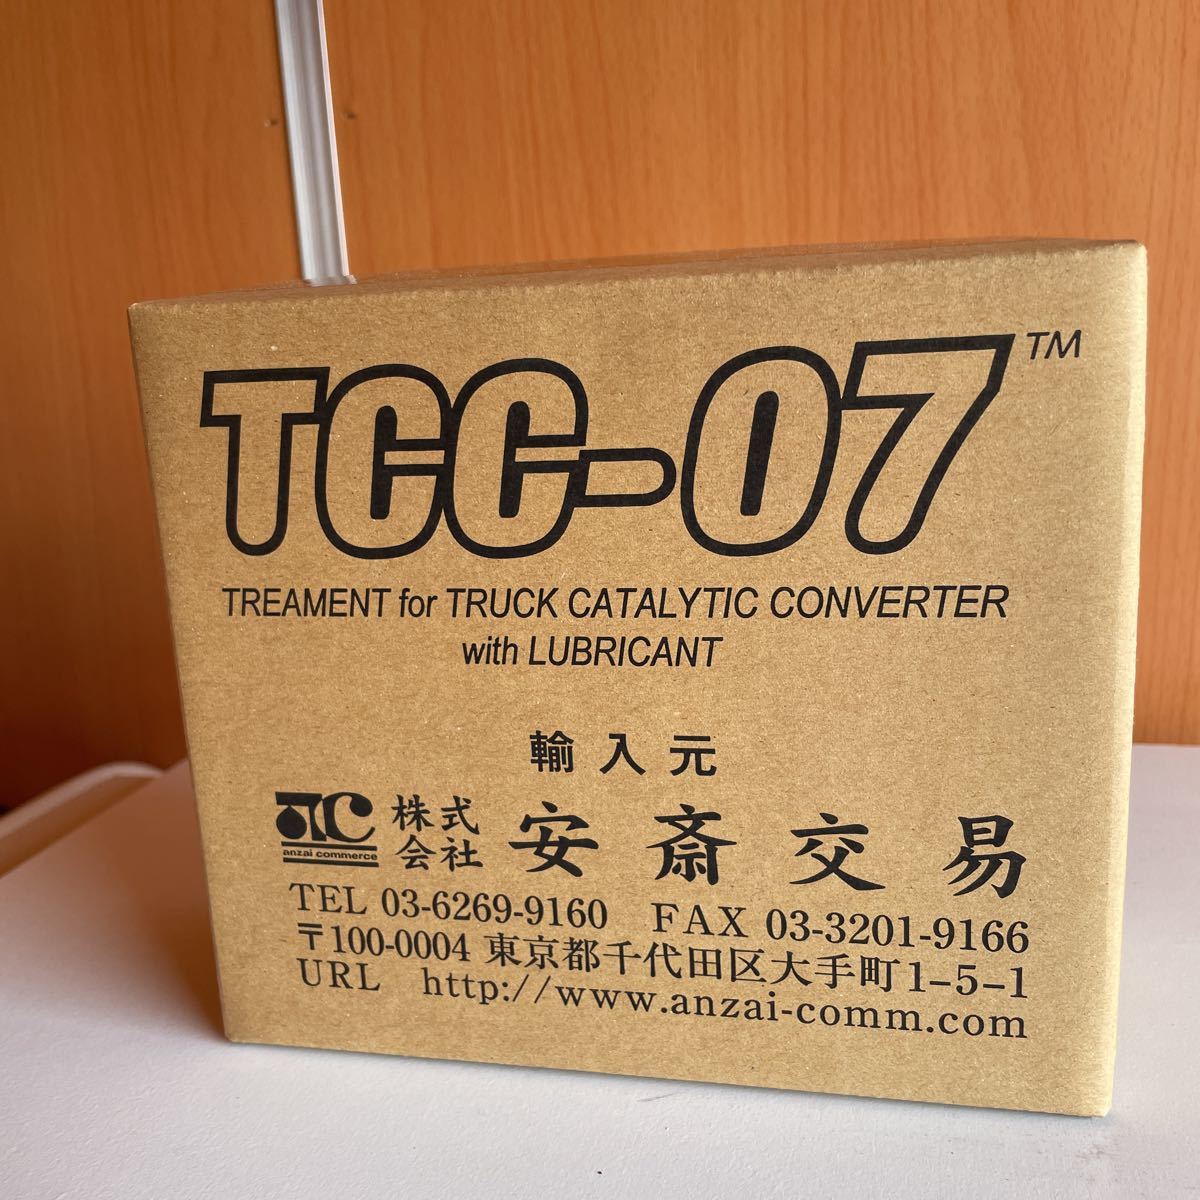 TCC-07™
TREAMENT for TRUCK CATALYTIC CONVERTER
with LUBRICANT
輸入元
anzai commerce
株式会社 安斎交易
TEL 03-6269-9160 FAX 03-3201-9166
〒100-0004 東京都千代田区大手町1-5-1
URL http://www.anzai-comm.com